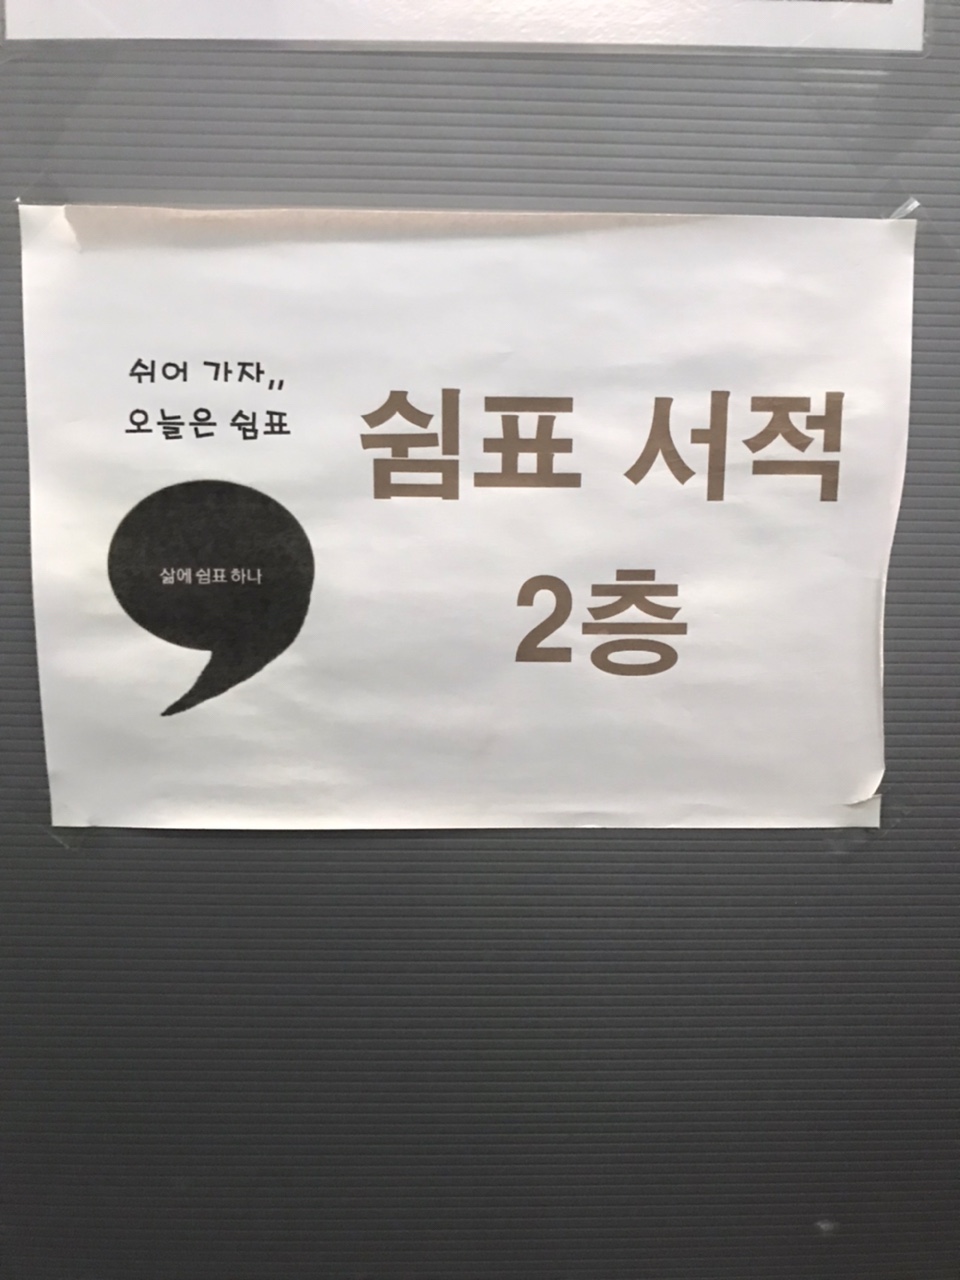 쉬어 가자,,
오늘은 쉼표
삶에 쉼표 하나
쉼표 서적
2층